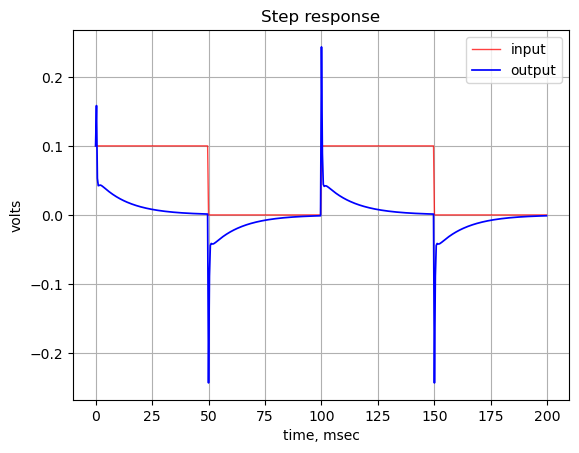 Step response
input
output
0.2
0.1
0.0
−0.1
−0.2
volts
0 25 50 75 100 125 150 175 200
time, msec